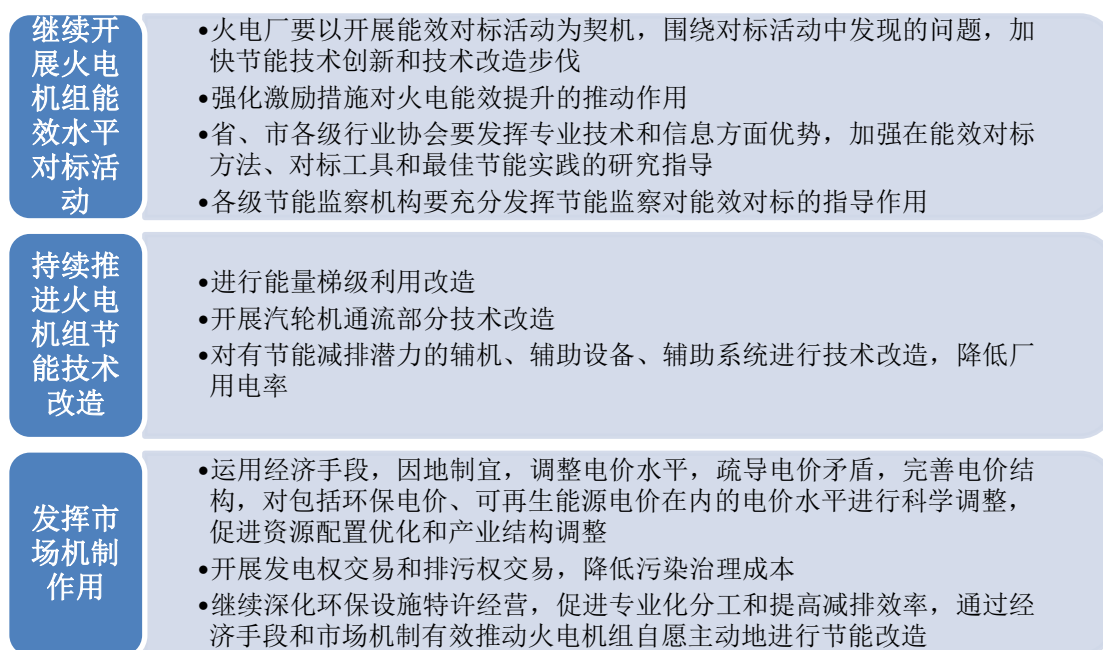 继续开
展火电
机组能
效水平
对标活
动
•火电厂要以开展能效对标活动为契机，围绕对标活动中发现的问题，加
快节能技术创新和技术改造步伐
•强化激励措施对火电能效提升的推动作用
•省、市各级行业协会要发挥专业技术和信息方面优势，加强在能效对标
方法、对标工具和最佳节能实践的研究指导
•各级节能监察机构要充分发挥节能监察对能效对标的指导作用
持续推
进火电
机组节
能技术
改造
•进行能量梯级利用改造
•开展汽轮机通流部分技术改造
•对有节能减排潜力的辅机、辅助设备、辅助系统进行技术改造，降低厂
用电率
发挥市
场机制
作用
•运用经济手段，因地制宜，调整电价水平，疏导电价矛盾，完善电价结
构，对包括环保电价、可再生能源电价在内的电价水平进行科学调整，
促进资源配置优化和产业结构调整
•开展发电权交易和排污权交易，降低污染治理成本
•继续深化环保设施特许经营，促进专业化分工和提高减排效率，通过经
济手段和市场机制有效推动火电机组自愿主动地进行节能改造